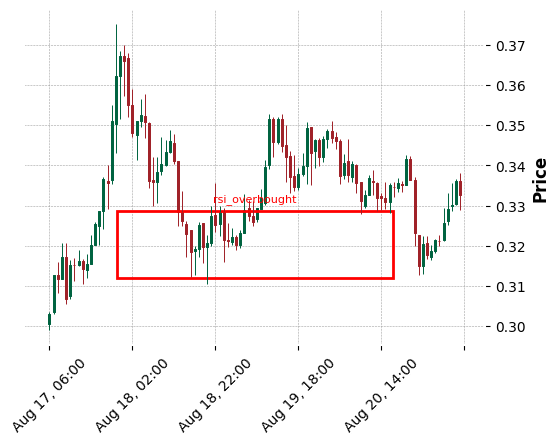 0.37
0.36
0.35
0.34
0.33
0.32
0.31
0.30
Price
rsi_overbought
Aug 17, 06:00
Aug 18, 02:00
Aug 18, 22:00
Aug 19, 18:00
Aug 20, 14:00